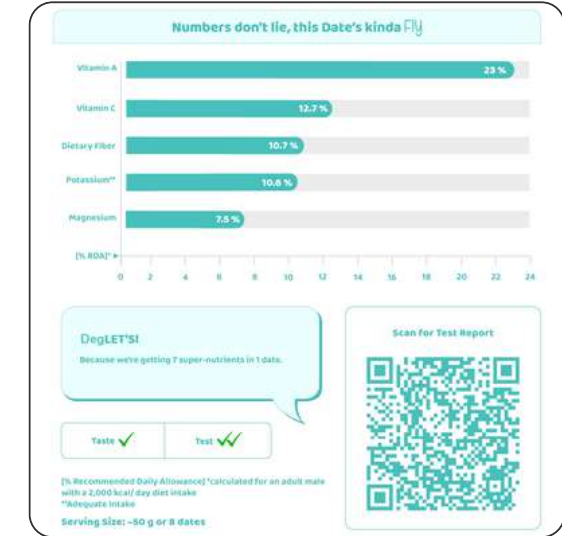 Numbers don't lie, this Date's kinda Fly
Vitamin A
23 %
Vitamin C
12.7 %
Dietary Fiber
10.7 %
Potassium**
10.6 %
Magnesium
7.5 %
[% RDA]* ▶
0 2 4 6 8 10 12 14 16 18 20 22 24
DegLET'S!
Because we're getting 7 super-nutrients in 1 date.
Scan for Test Report
Taste ✓ Test ✓✓
[% Recommended Daily Allowance] *calculated for an adult male
with a 2,000 kcal/ day diet intake
**Adequate Intake
Serving Size: ~50 g or 8 dates